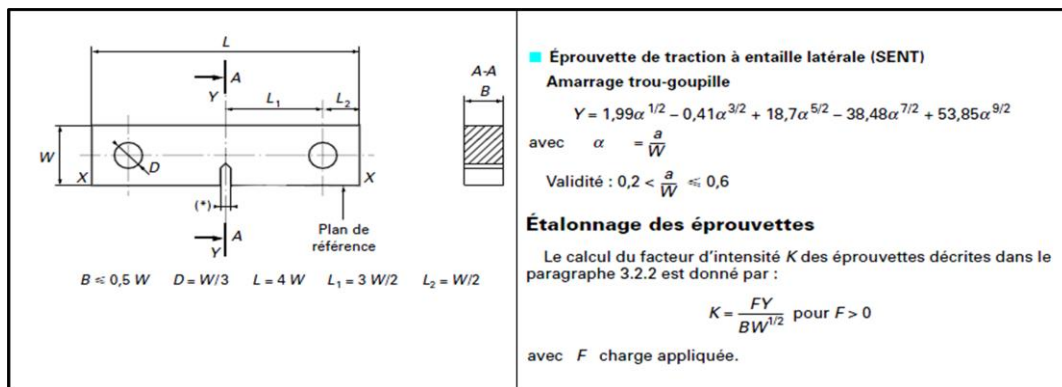 L
A
Y
L₁
L₂
A-A
B
W
D
X
X
(*)
Plan de
référence
A
Y
B ≤ 0,5 W D = W/3 L = 4 W L₁ = 3 W/2 L₂ = W/2
Éprouvette de traction à entaille latérale (SENT)
Amarrage trou-goupille
Y = 1,99α^1/2 – 0,41α^3/2 + 18,7α^5/2 – 38,48α^7/2 + 53,85α^9/2
avec α = a/W
Validité : 0,2 < a/W ≤ 0,6
Étalonnage des éprouvettes
Le calcul du facteur d'intensité K des éprouvettes décrites dans le
paragraphe 3.2.2 est donné par :
K = FY/BW^1/2 pour F > 0
avec F charge appliquée.